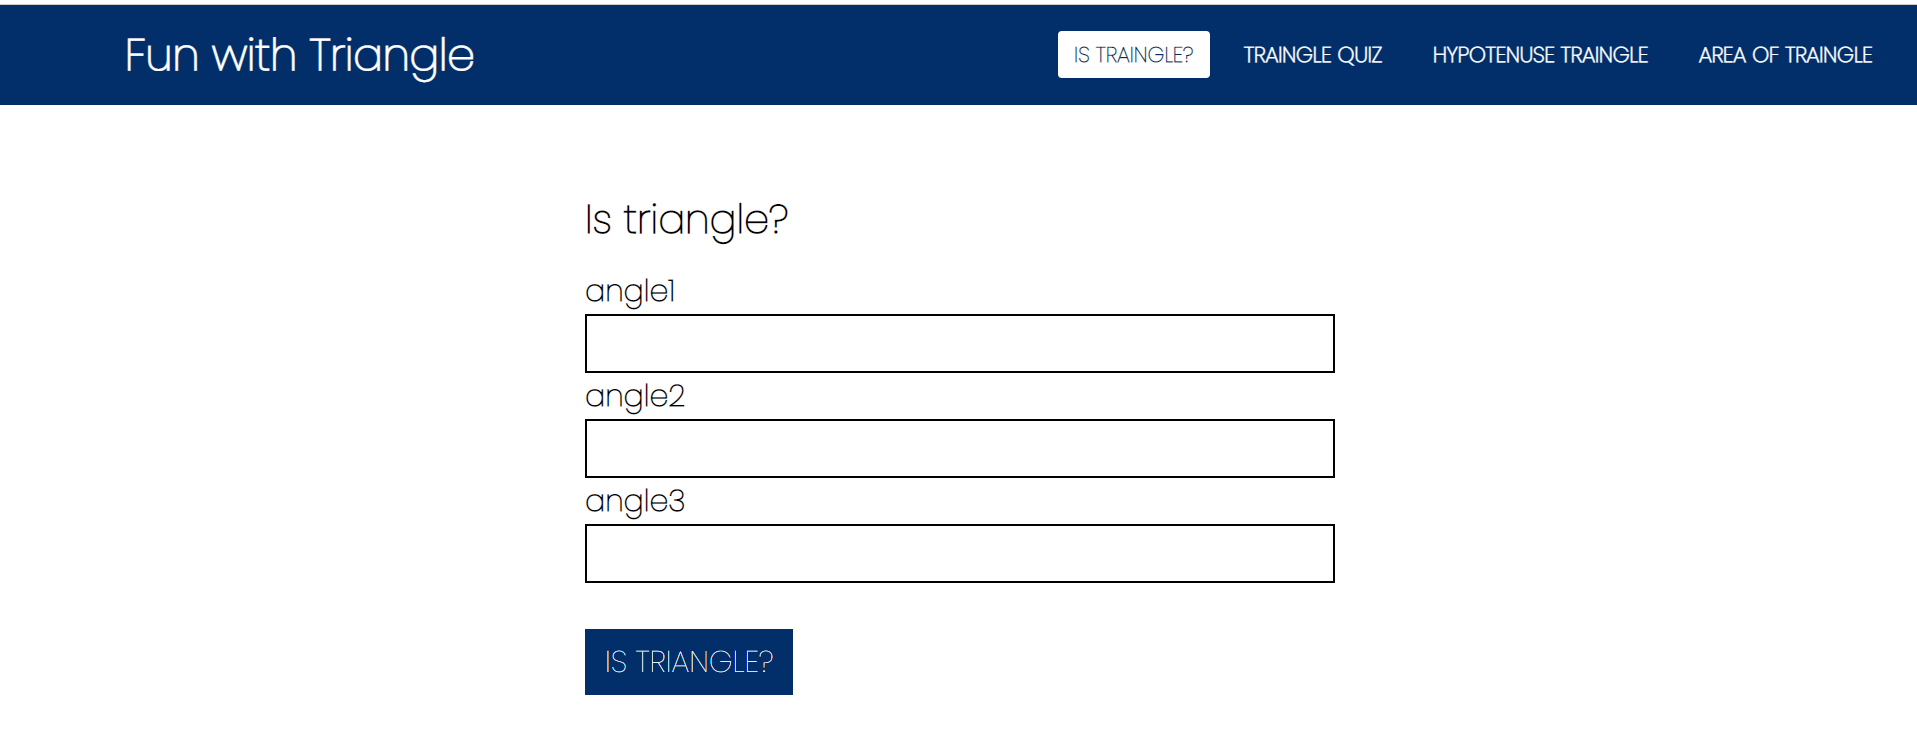 Fun with Triangle
IS TRAINGLE? TRAINGLE QUIZ HYPOTENUSE TRAINGLE AREA OF TRAINGLE
Is triangle?
angle1
angle2
angle3
IS TRIANGLE?